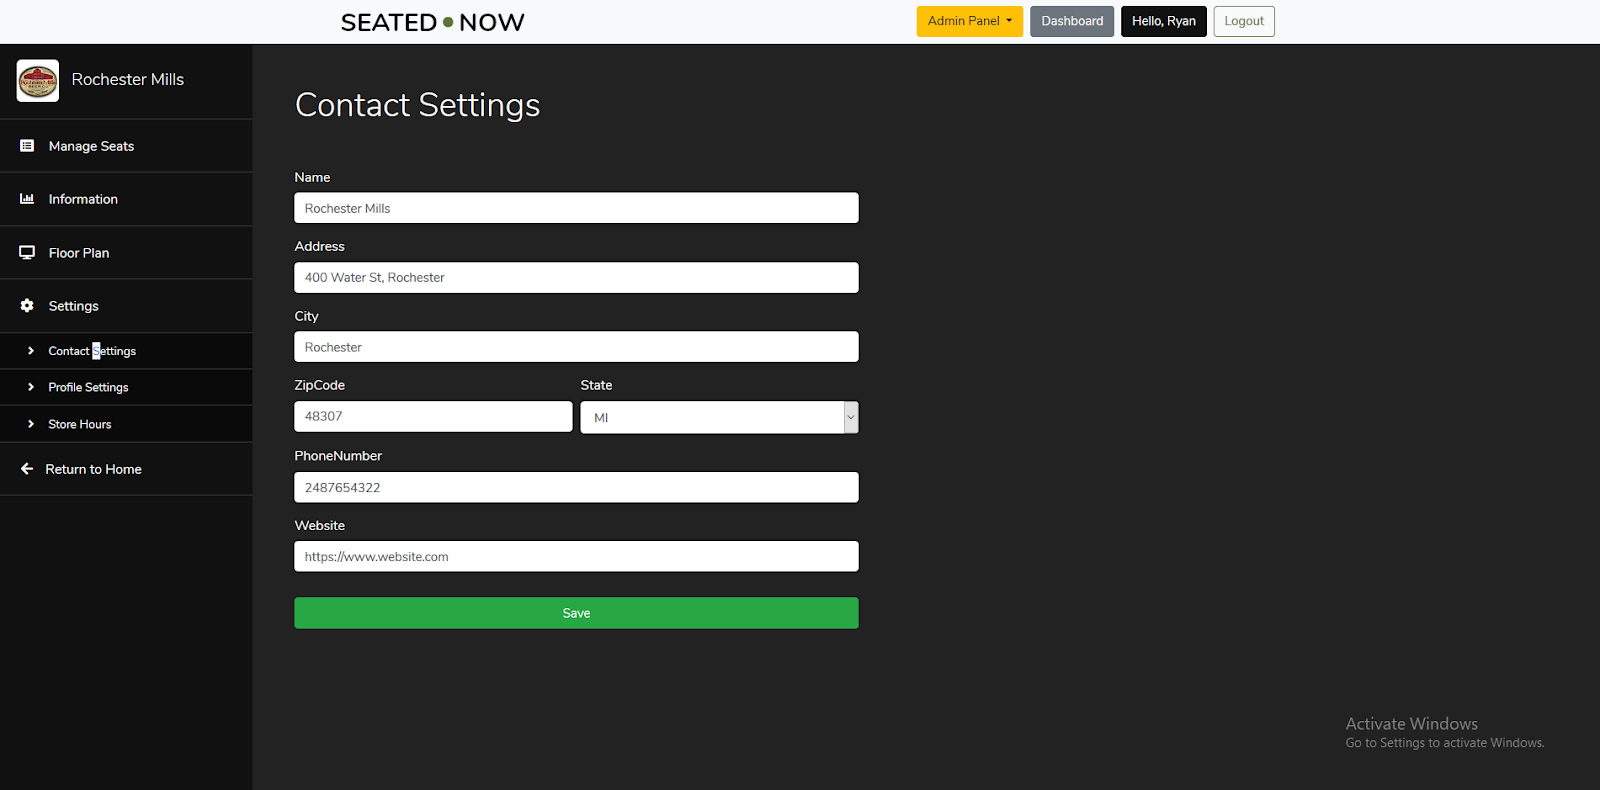 SEATED NOW
Admin Panel
Dashboard
Hello, Ryan
Logout
Rochester Mills
Manage Seats
Information
Floor Plan
Settings
Contact Settings
Profile Settings
Store Hours
Return to Home
Contact Settings
Name
Rochester Mills
Address
400 Water St, Rochester
City
Rochester
ZipCode
48307
State
MI
PhoneNumber
2487654322
Website
https://www.website.com
Save
Activate Windows
Go to Settings to activate Windows.